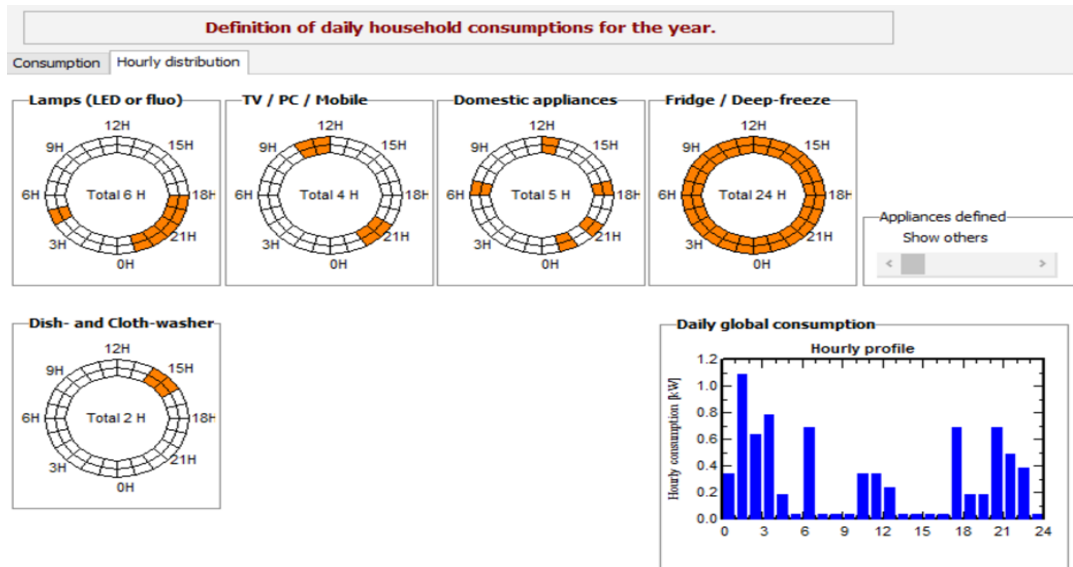 Definition of daily household consumptions for the year.
Consumption
Hourly distribution
Lamps (LED or fluo)
12H
9H
15H
6H
Total 6 H
18H
3H
21H
0H
TV / PC / Mobile
12H
9H
15H
6H
Total 4 H
18H
3H
21H
0H
Domestic appliances
12H
9H
15H
6H
Total 5 H
18H
3H
21H
0H
Fridge / Deep-freeze
12H
9H
15H
6H
Total 24 H
18H
3H
21H
0H
Appliances defined
Show others
Dish- and Cloth-washer
12H
9H
15H
6H
Total 2 H
18H
3H
21H
0H
Daily global consumption
Hourly profile
Hourly consumption [kW]
1.2
1.0
0.8
0.6
0.4
0.2
0.0
0 3 6 9 12 15 18 21 24